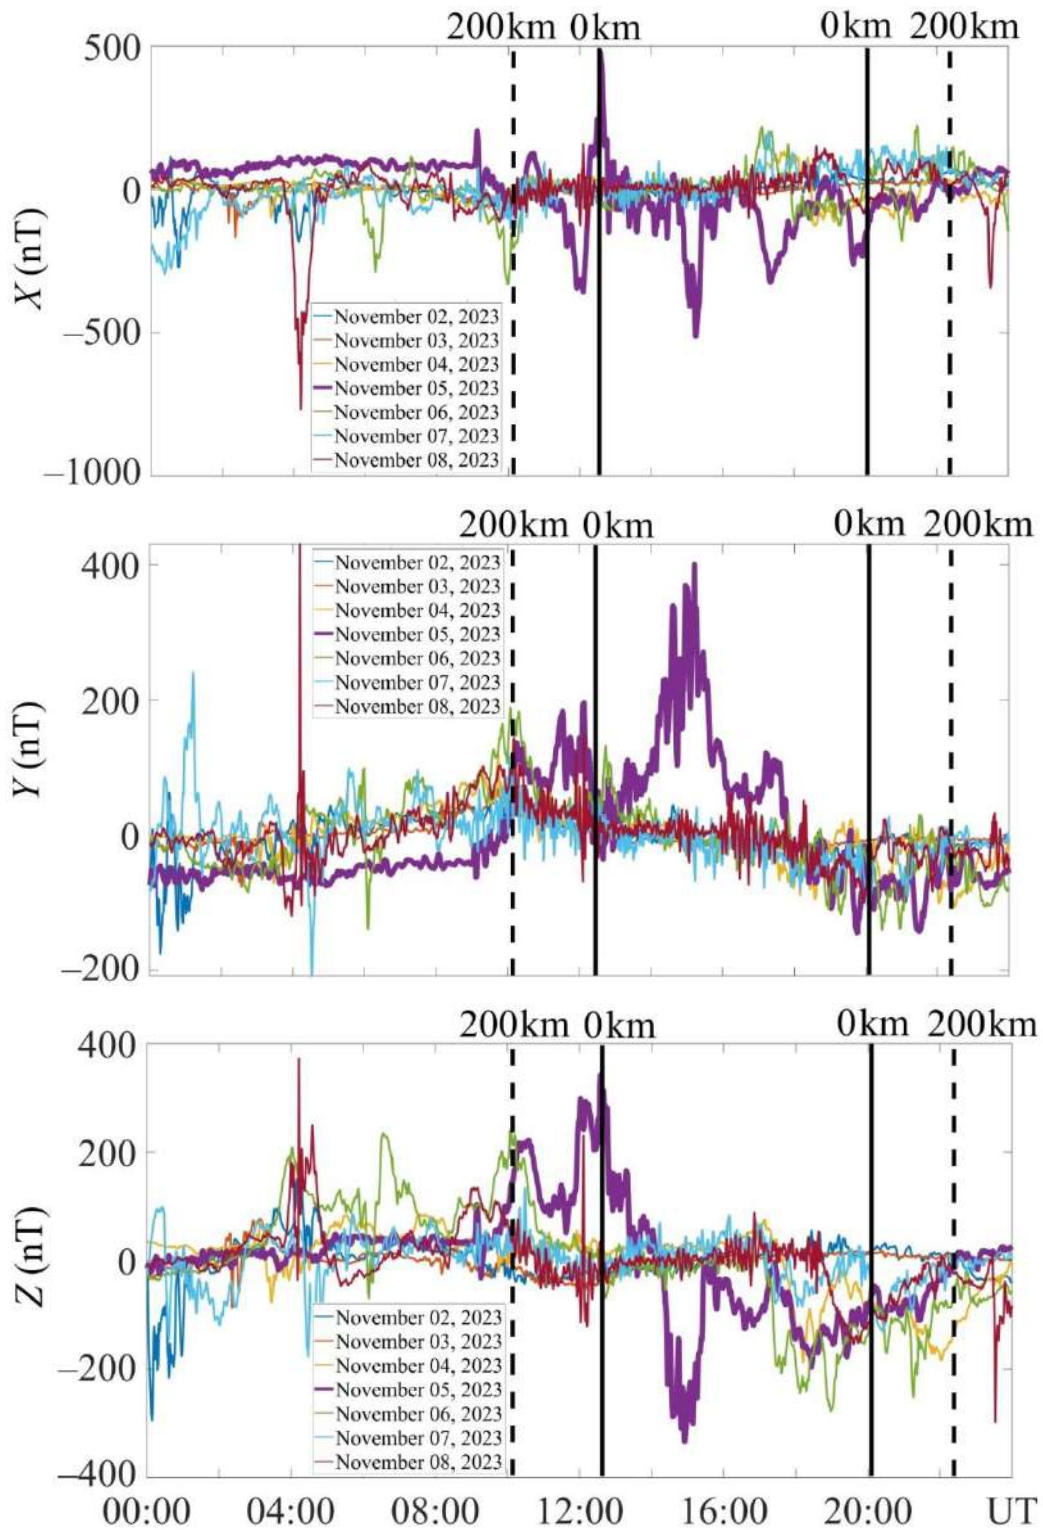 200km 0km 0km 200km
500
0
−500
−1000
X (nT)
November 02, 2023
November 03, 2023
November 04, 2023
November 05, 2023
November 06, 2023
November 07, 2023
November 08, 2023
200km 0km 0km 200km
400
200
0
−200
Y (nT)
November 02, 2023
November 03, 2023
November 04, 2023
November 05, 2023
November 06, 2023
November 07, 2023
November 08, 2023
200km 0km 0km 200km
400
200
0
−200
−400
Z (nT)
November 02, 2023
November 03, 2023
November 04, 2023
November 05, 2023
November 06, 2023
November 07, 2023
November 08, 2023
00:00 04:00 08:00 12:00 16:00 20:00 UT